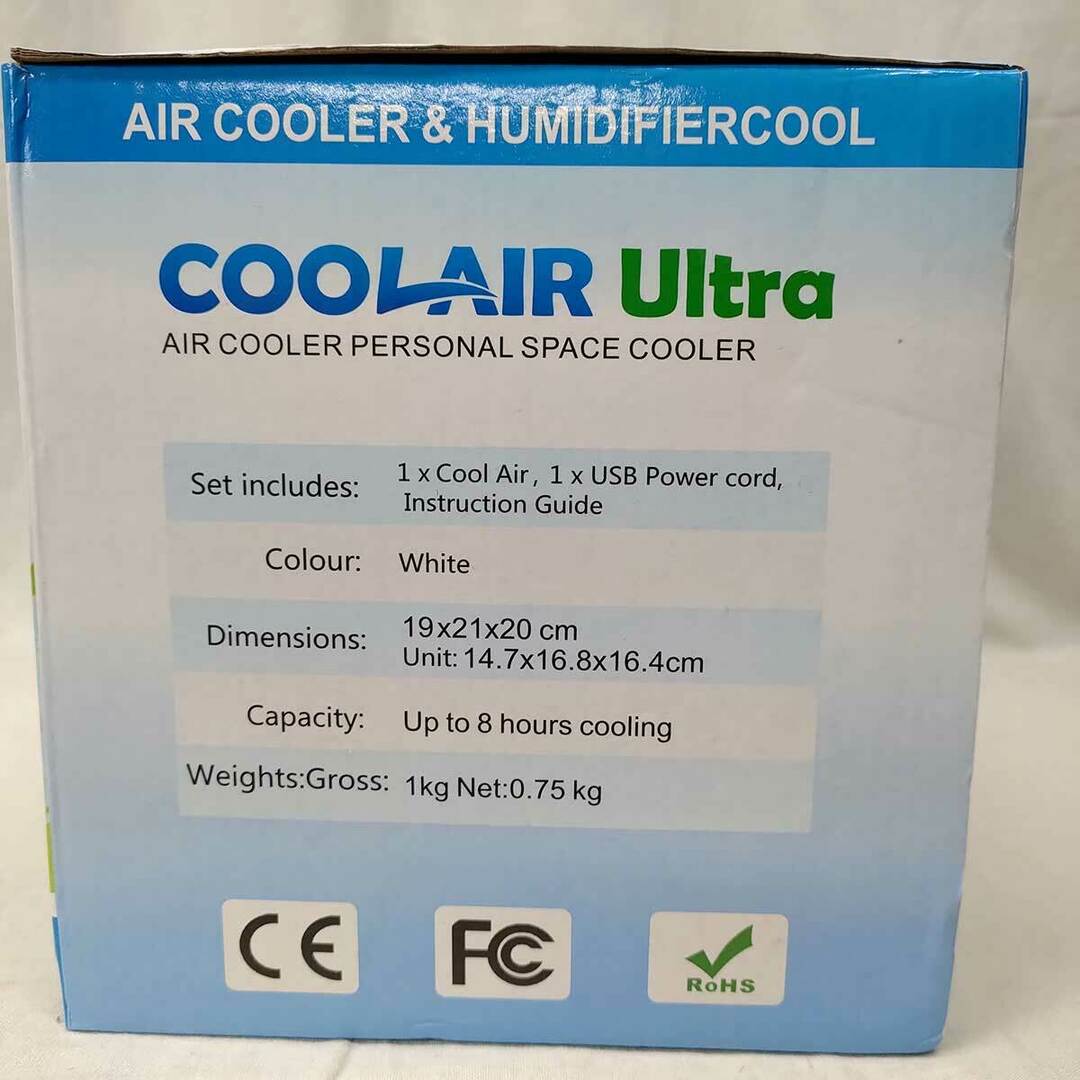 AIR COOLER & HUMIDIFIERCOOL
COOLAIR Ultra
AIR COOLER PERSONAL SPACE COOLER
Set includes: 1 x Cool Air, 1 x USB Power cord,
Instruction Guide
Colour: White
Dimensions: 19x21x20 cm
Unit: 14.7x16.8x16.4cm
Capacity: Up to 8 hours cooling
Weights:Gross: 1kg Net:0.75 kg
CE FC RoHS